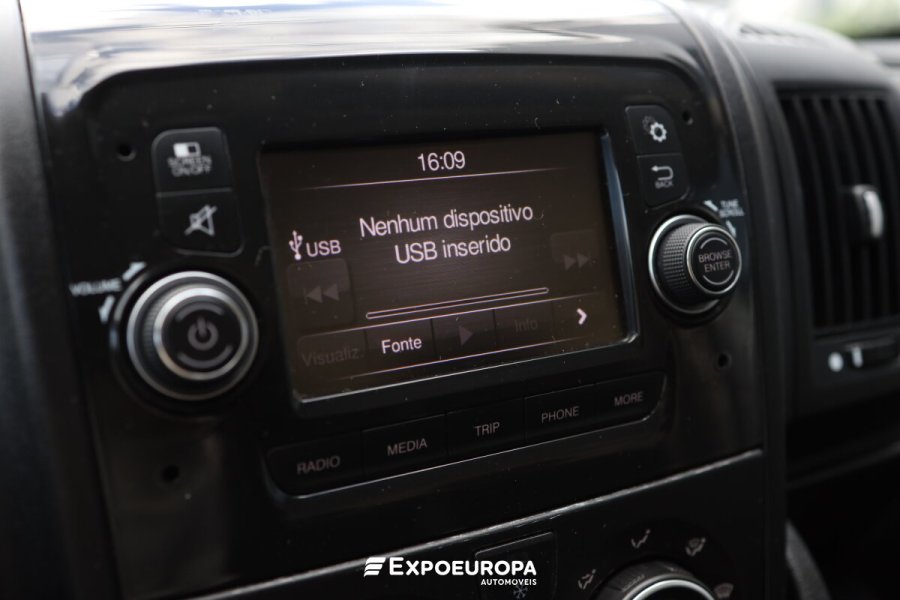 16:09
SCREEN
ON/OFF
BACK
TUNE
SCROLL
Nenhum dispositivo
USB inserido
USB
BROWSE
ENTER
VOLUME
Visualiz.
Fonte
Info
RADIO
MEDIA
TRIP
PHONE
MORE
EXPOEUROPA
AUTOMÓVEIS